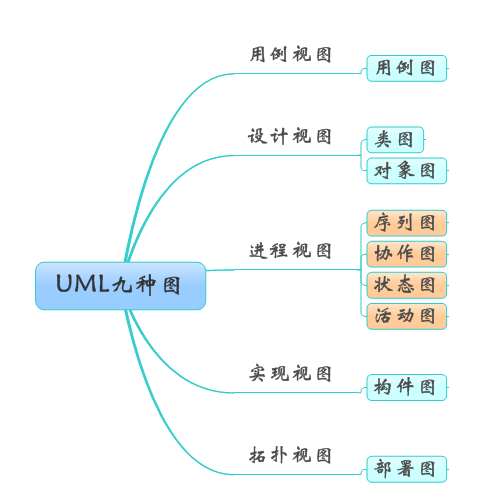 UML九种图
用例视图
用例图
设计视图
类图
对象图
进程视图
序列图
协作图
状态图
活动图
实现视图
构件图
拓扑视图
部署图